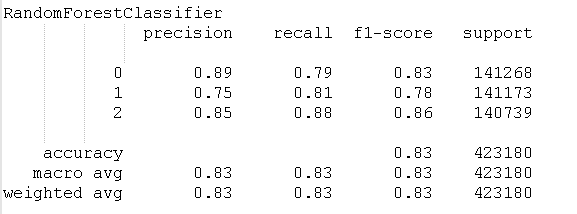 RandomForestClassifier
precision recall f1-score support
0 0.89 0.79 0.83 141268
1 0.75 0.81 0.78 141173
2 0.85 0.88 0.86 140739
accuracy 0.83 423180
macro avg 0.83 0.83 0.83 423180
weighted avg 0.83 0.83 0.83 423180